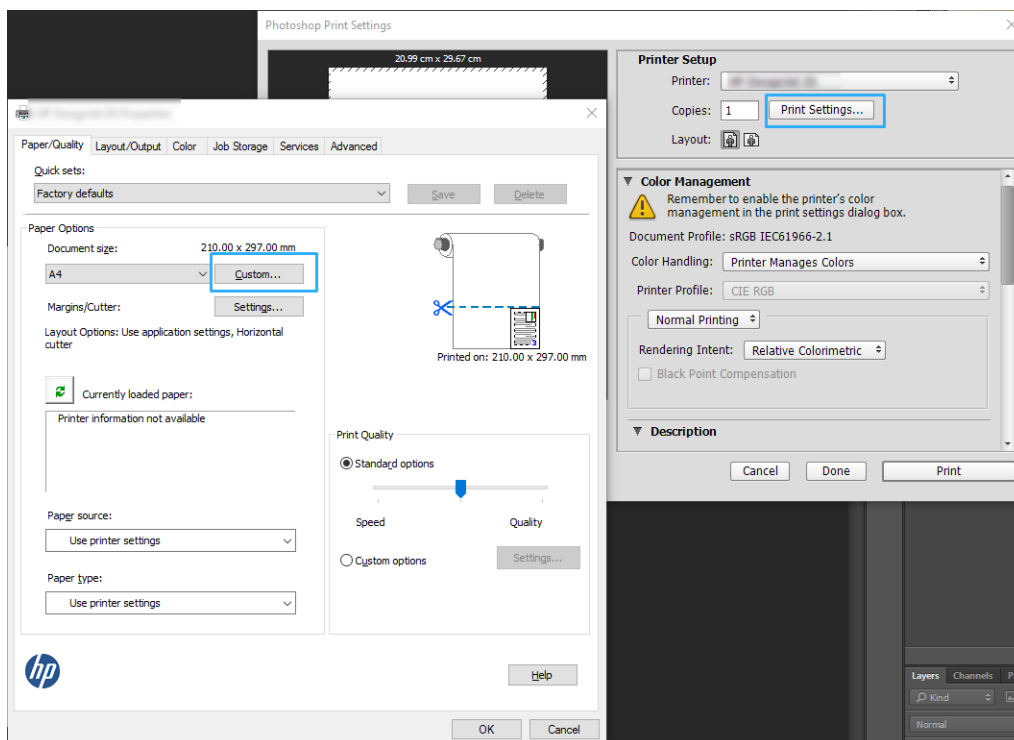 Photoshop Print Settings
20.99 cm x 29.67 cm
Printer Setup
Printer:
Copies: 1 Print Settings...
Layout:
Color Management
Remember to enable the printer's color
management in the print settings dialog box.
Document Profile: sRGB IEC61966-2.1
Color Handling: Printer Manages Colors
Printer Profile: CIE RGB
Normal Printing
Rendering Intent: Relative Colorimetric
Black Point Compensation
Description
Cancel Done Print
Paper/Quality Layout/Output Color Job Storage Services Advanced
Quick sets:
Factory defaults Save Delete
Paper Options
Document size: 210.00 x 297.00 mm
A4 Custom...
Margins/Cutter: Settings...
Layout Options: Use application settings, Horizontal
cutter
Printed on: 210.00 x 297.00 mm
Currently loaded paper:
Printer information not available
Paper source:
Use printer settings
Paper type:
Use printer settings
Print Quality
Standard options
Speed Quality
Custom options Settings...
hp
Help
OK Cancel
Layers Channels P
Kind
Normal